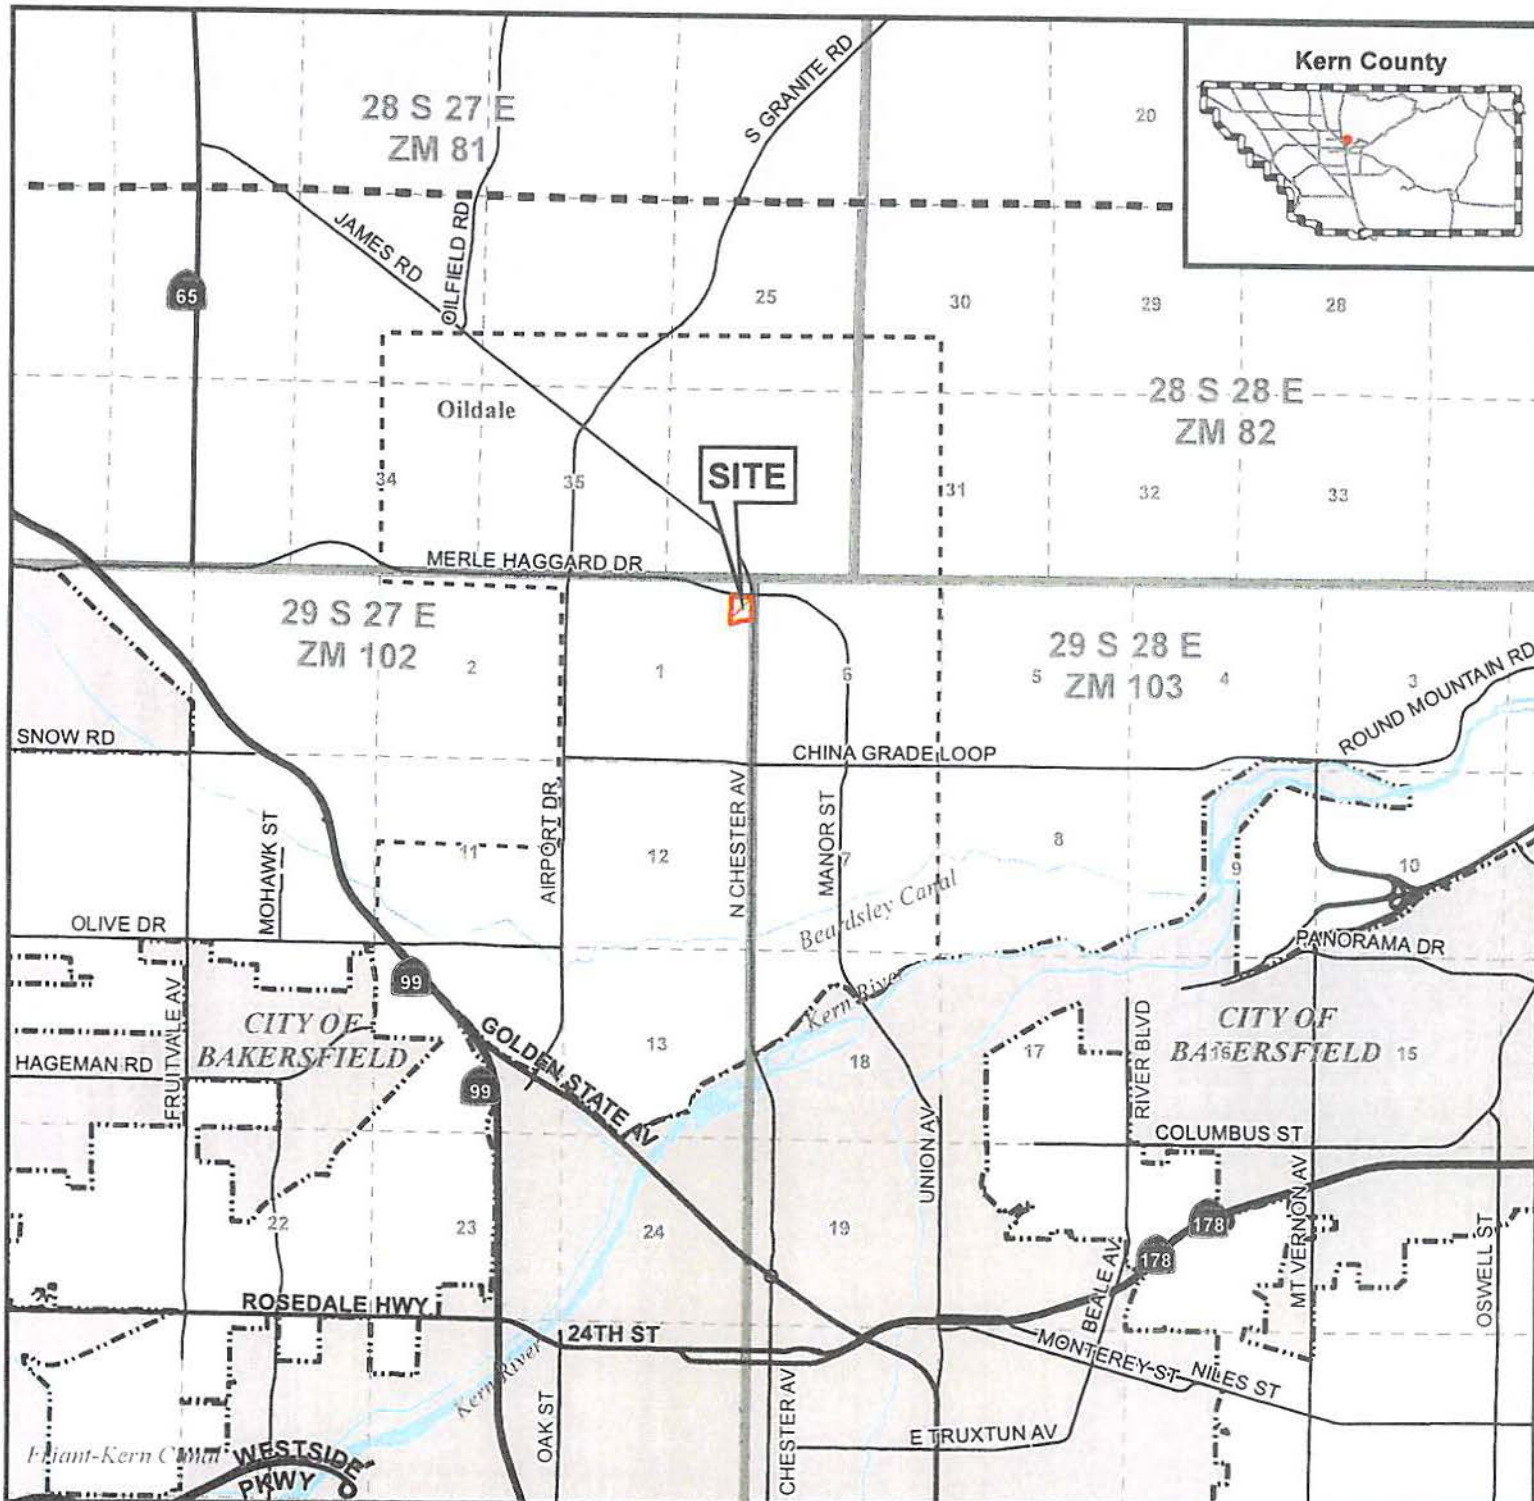 Kern County
28 S 27 E
ZM 81
S GRANITE RD
20
JAMES RD
OILFIELD RD
65
25
30
29
28
Oildale
28 S 28 E
ZM 82
34
35
SITE
31
32
33
MERLE HAGGARD DR
29 S 27 E
ZM 102
2
1
6
29 S 28 E
ZM 103
5
4
3
ROUND MOUNTAIN RD
SNOW RD
CHINA GRADE LOOP
MOHAWK ST
AIRPORT DR
N CHESTER AV
MANOR ST
11
12
7
8
9
10
Beardsley Canal
OLIVE DR
PANORAMA DR
99
FRUITVALE AV
CITY OF
BAKERSFIELD
Kern River
GOLDEN STATE AV
13
18
17
RIVER BLVD
CITY OF
BAKERSFIELD
16
15
HAGEMAN RD
99
UNION AV
COLUMBUS ST
MT VERNON AV
22
23
24
19
178
178
BEALE AV
OSWELL ST
ROSEDALE HWY
24TH ST
MONTEREY ST
NILES ST
Kern River
OAK ST
CHESTER AV
E TRUXTUN AV
Friant-Kern Canal
WESTSIDE
PKWY